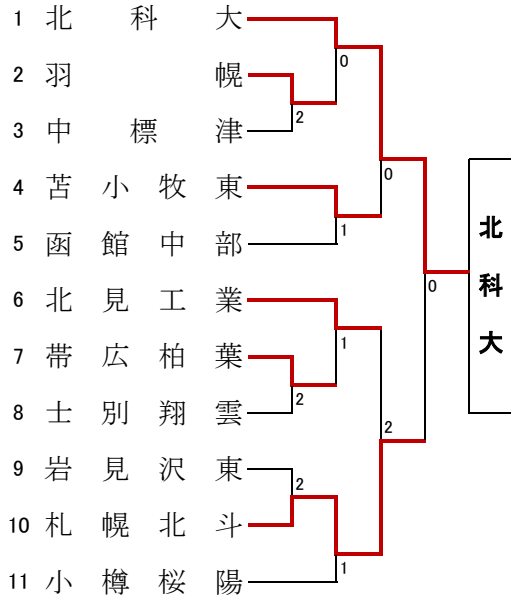 1 北科大
0
2 羽幌
2
3 中標津
4 苫小牧東
0
1
5 函館中部
北科大
6 北見工業
0
1
7 帯広柏葉
2
8 士別翔雲
2
9 岩見沢東
2
10 札幌北斗
1
11 小樽桜陽